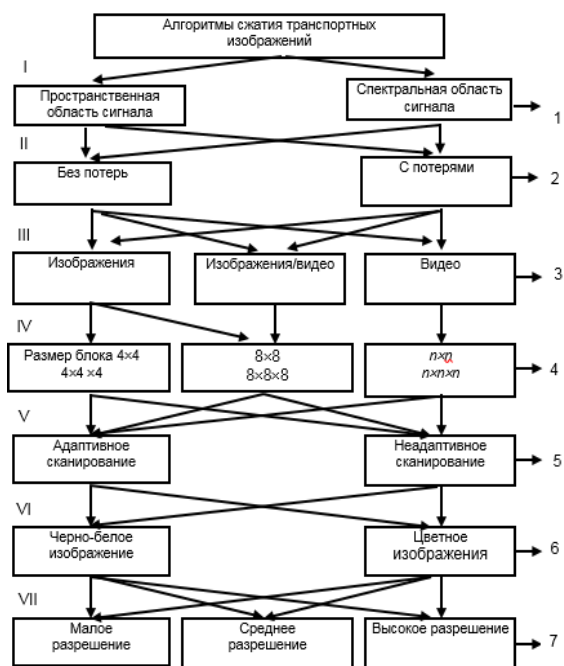 Алгоритмы сжатия транспортных
изображений
I
Пространственная
область сигнала
Спектральная область
сигнала
1
II
Без потерь
С потерями
2
III
Изображения
Изображения/видео
Видео
3
IV
Размер блока 4×4
4×4 ×4
8×8
8×8×8
n×n
n×n×n
4
V
Адаптивное
сканирование
Неадаптивное
сканирование
5
VI
Черно-белое
изображение
Цветное
изображения
6
VII
Малое
разрешение
Среднее
разрешение
Высокое разрешение
7